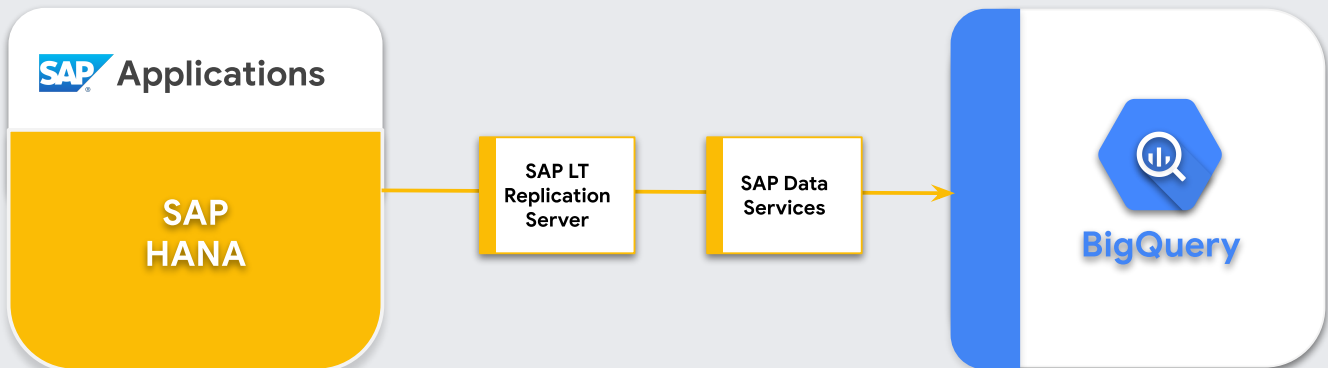 SAP® Applications
SAP
HANA
SAP LT
Replication
Server
SAP Data
Services
BigQuery